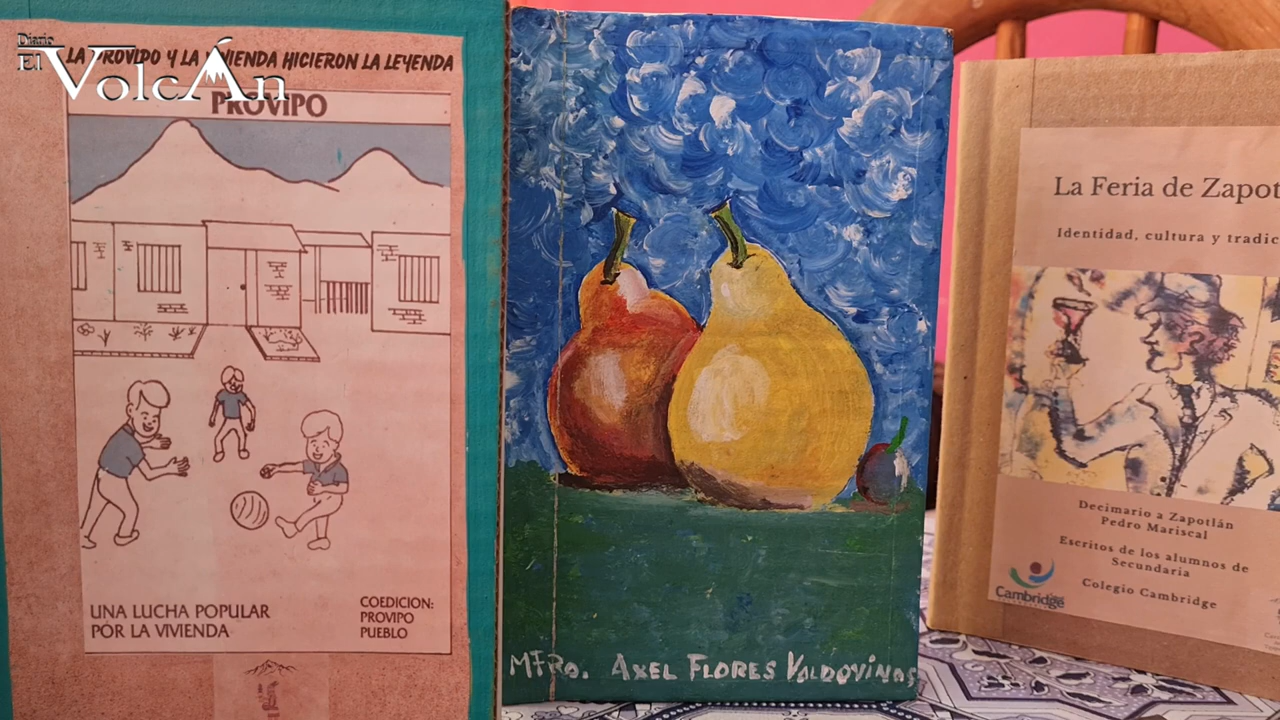 Diario
El Volcán
LA PROVIPO Y LA VIVIENDA HICIERON LA LEYENDA
PROVIPO
UNA LUCHA POPULAR
POR LA VIVIENDA
COEDICION:
PROVIPO
PUEBLO
MTRO. AXEL FLORES VALDOVINOS
La Feria de Zapot
Identidad, cultura y tradic
Decimario a Zapotlán
Pedro Mariscal
Escritos de los alumnos de
Secundaria
Colegio Cambridge
Cambridge